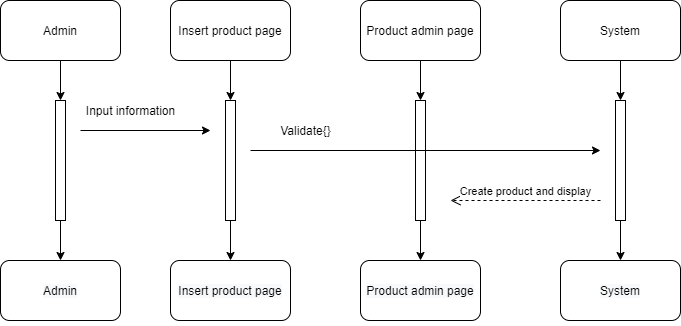 Admin
Insert product page
Product admin page
System
Input information
Validate{}
Create product and display
Admin
Insert product page
Product admin page
System